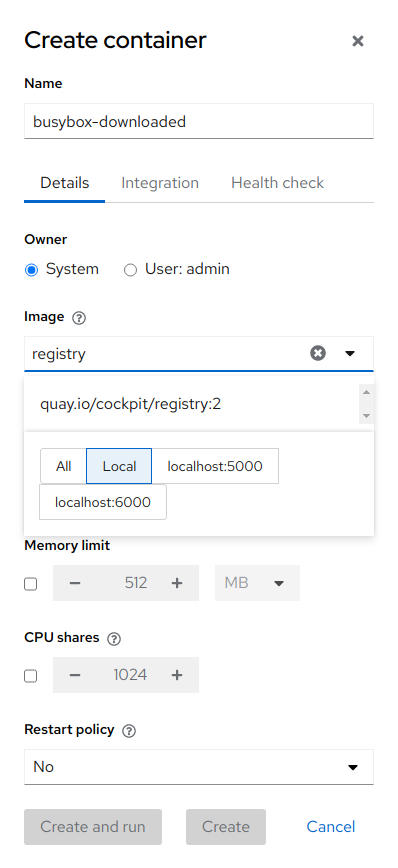 Create container
Name
busybox-downloaded
Details Integration Health check
Owner
System User: admin
Image
registry
quay.io/cockpit/registry:2
All Local localhost:5000
localhost:6000
Memory limit
512 MB
CPU shares
1024
Restart policy
No
Create and run Create Cancel